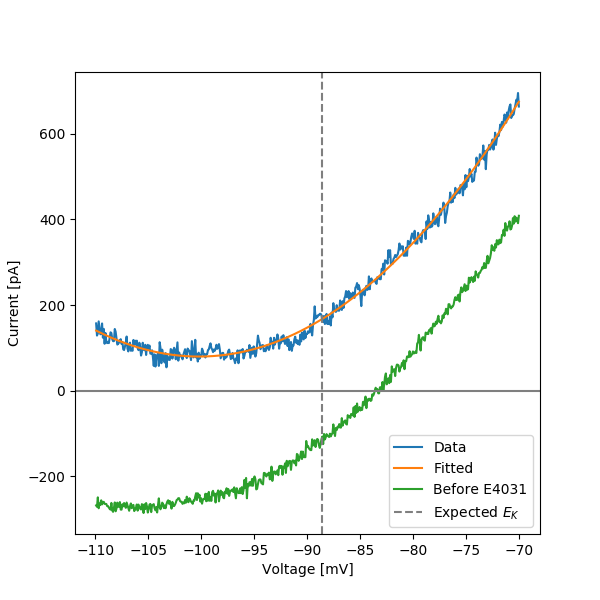 Current [pA]
600
400
200
0
−200
−110
−105
−100
−95
−90
−85
−80
−75
−70
Voltage [mV]
Data
Fitted
Before E4031
Expected E_K